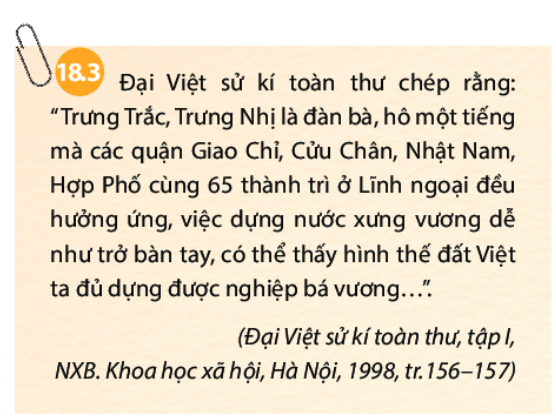 18.3 Đại Việt sử kí toàn thư chép rằng:
“Trưng Trắc, Trưng Nhị là đàn bà, hô một tiếng
mà các quận Giao Chỉ, Cửu Chân, Nhật Nam,
Hợp Phố cùng 65 thành trì ở Lĩnh ngoại đều
hưởng ứng, việc dựng nước xưng vương dễ
như trở bàn tay, có thể thấy hình thế đất Việt
ta đủ dựng được nghiệp bá vương…”.
(Đại Việt sử kí toàn thư, tập I,
NXB. Khoa học xã hội, Hà Nội, 1998, tr.156–157)